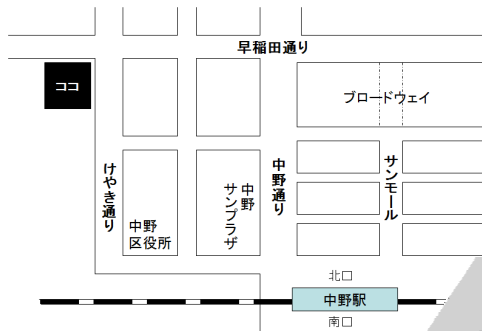 早稲田通り
ココ
ブロードウェイ
けやき通り
中野
区役所
中野
サンプラザ
中野通り
サンモール
北口
中野駅
南口